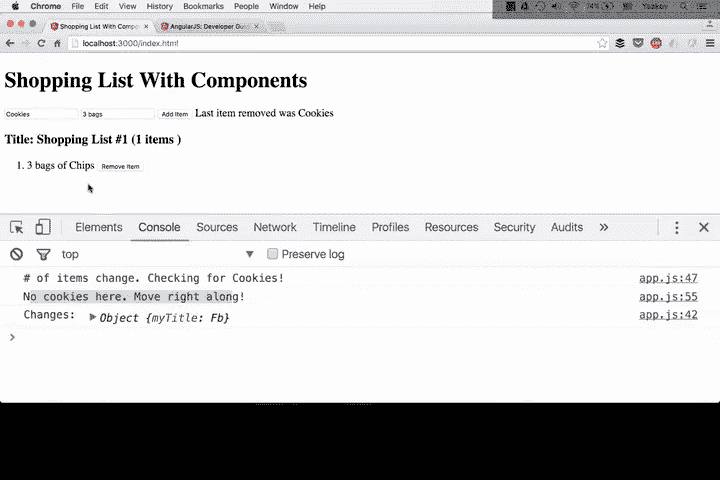 Chrome File Edit View History Bookmarks People Window Help
Shopping List With Compon AngularJS: Developer Guid
localhost:3000/index.html
Shopping List With Components
Cookies 3 bags Add Item Last item removed was Cookies
Title: Shopping List #1 (1 items )
1. 3 bags of Chips Remove Item
Elements Console Sources Network Timeline Profiles Resources Security Audits »
top Preserve log
# of items change. Checking for Cookies! app.js:47
No cookies here. Move right along! app.js:55
Changes: Object {myTitle: Fb} app.js:42